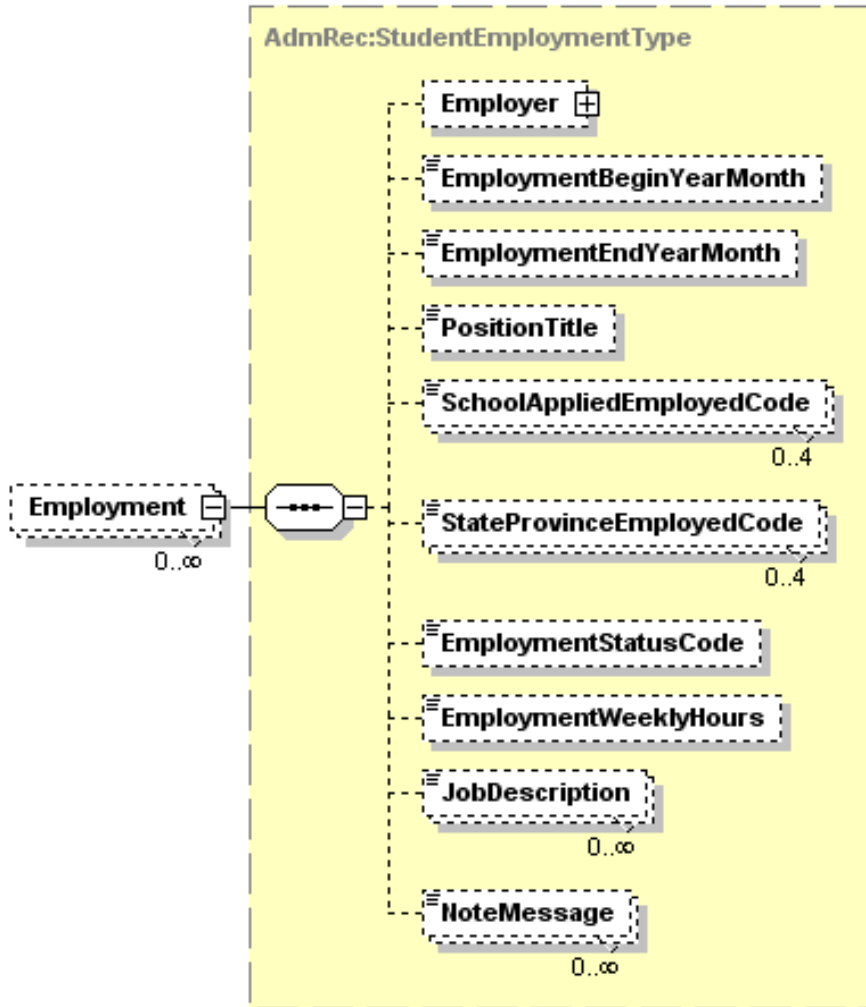 AdmRec:StudentEmploymentType
Employer
EmploymentBeginYearMonth
EmploymentEndYearMonth
PositionTitle
SchoolAppliedEmployedCode
0..4
Employment
0..∞
StateProvinceEmployedCode
0..4
EmploymentStatusCode
EmploymentWeeklyHours
JobDescription
0..∞
NoteMessage
0..∞